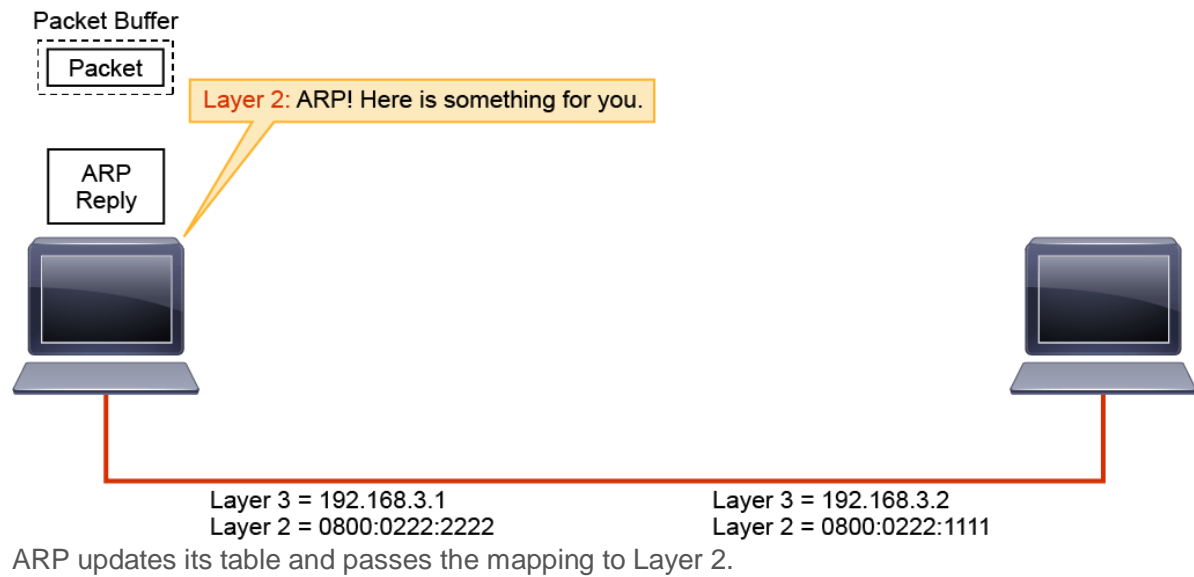 Packet Buffer
Packet
Layer 2: ARP! Here is something for you.
ARP
Reply
Layer 3 = 192.168.3.1
Layer 2 = 0800:0222:2222
Layer 3 = 192.168.3.2
Layer 2 = 0800:0222:1111
ARP updates its table and passes the mapping to Layer 2.